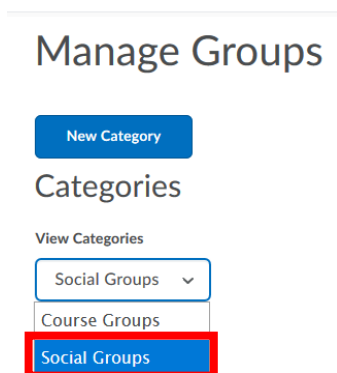 Manage Groups
New Category
Categories
View Categories
Social Groups
Course Groups
Social Groups